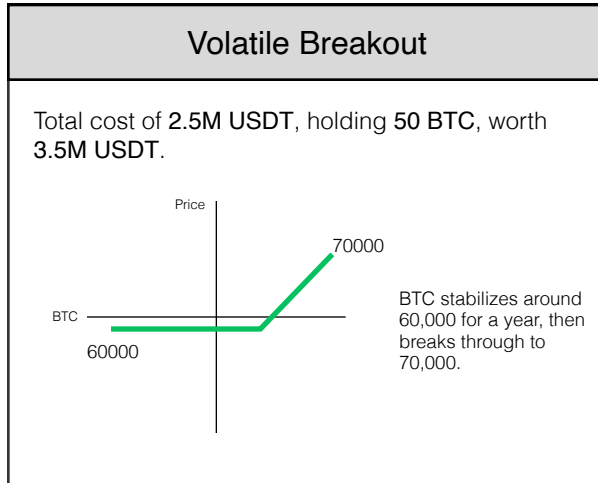 Volatile Breakout
Total cost of 2.5M USDT, holding 50 BTC, worth
3.5M USDT.
Price
70000
BTC
60000
BTC stabilizes around
60,000 for a year, then
breaks through to
70,000.